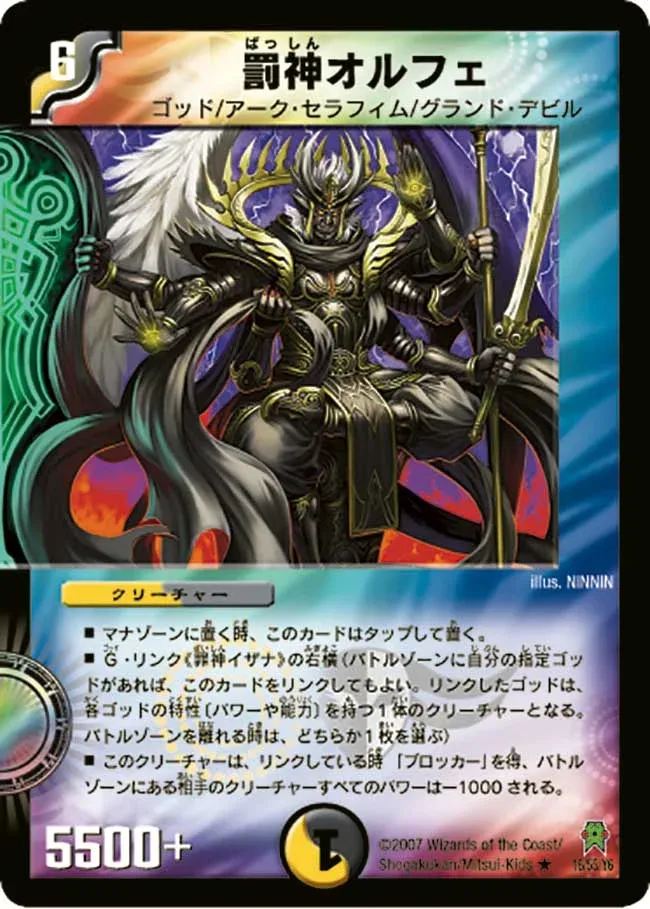 6
ばっしん
罰神オルフェ
ゴッド/アーク・セラフィム/グランド・デビル
illus. NINNIN
クリーチャー
■ マナゾーンに置く時、このカードはタップして置く。
■ G・リンク《罪神イザナ》の右横(バトルゾーンに自分の指定ゴッ
ドがあれば、このカードをリンクしてもよい。リンクしたゴッドは、
各ゴッドの特性〔パワーや能力〕を持つ1体のクリーチャーとなる。
バトルゾーンを離れる時は、どちらか1枚を選ぶ)
■ このクリーチャーは、リンクしている時「ブロッカー」を得、バトル
ゾーンにある相手のクリーチャーすべてのパワーは−1000される。
5500+
1
©2007 Wizards of the Coast/
Shogakukan/Mitsui-Kids ★
16/55/Y6